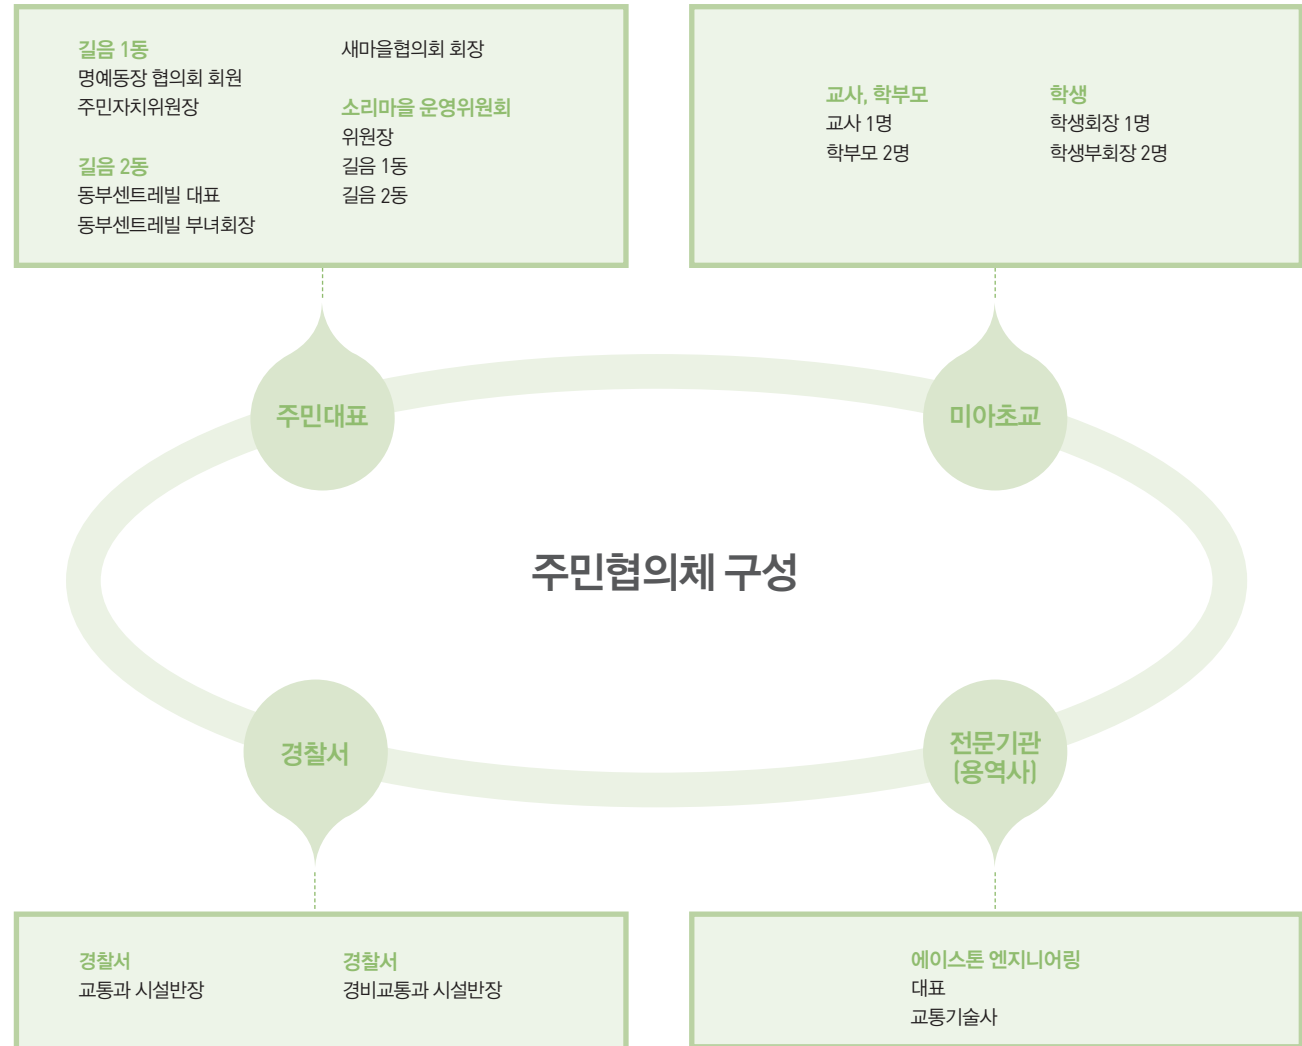 길음 1동
명예동장 협의회 회원
주민자치위원장
길음 2동
동부센트레빌 대표
동부센트레빌 부녀회장
새마을협의회 회장
소리마을 운영위원회
위원장
길음 1동
길음 2동
교사, 학부모
교사 1명
학부모 2명
학생
학생회장 1명
학생부회장 2명
주민대표
미아초교
주민협의체 구성
경찰서
전문기관
(용역사)
경찰서
교통과 시설반장
경찰서
경비교통과 시설반장
에이스톤 엔지니어링
대표
교통기술사